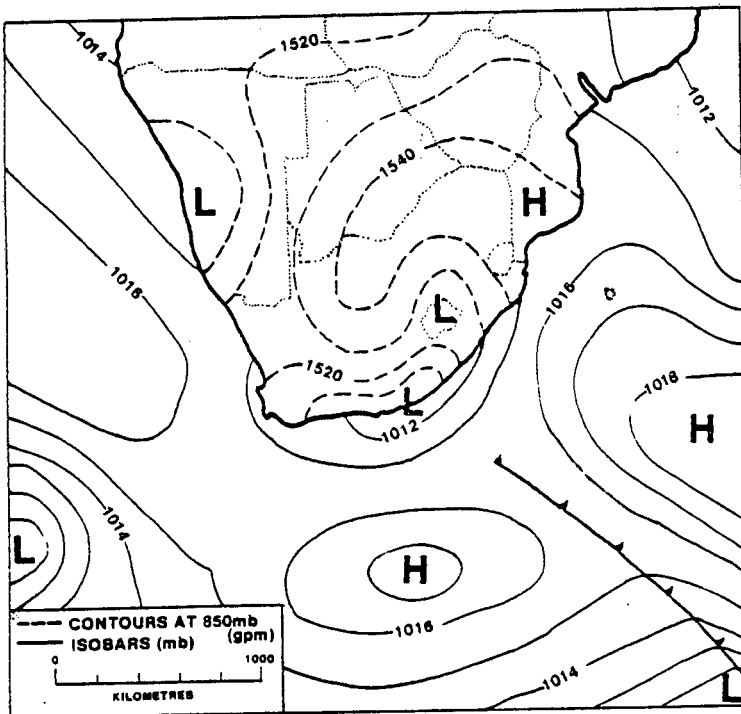 1014
1520
1012
1540
L
H
1016
1016
L
1520
1018
L
H
1012
1014
L
H
1016
CONTOURS AT 850mb
(gpm)
ISOBARS (mb)
0
1000
KILOMETRES
1014
L